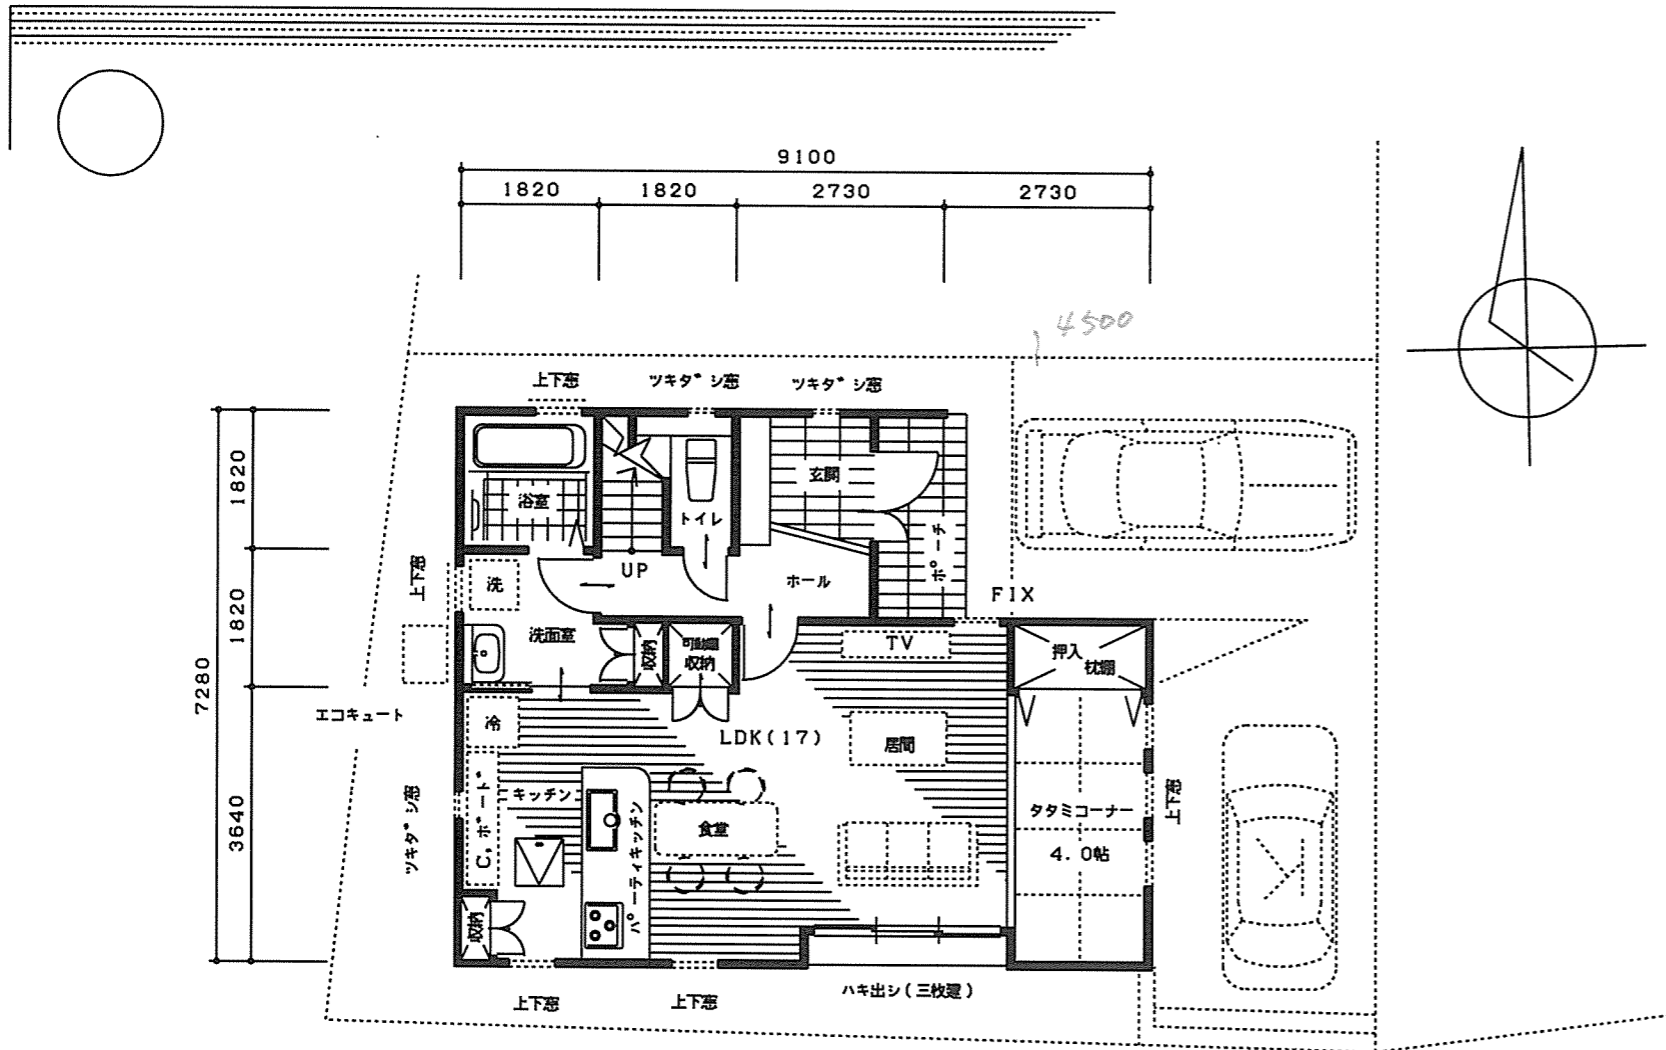 9100
1820 1820 2730 2730
4500
上下窓 ツキダシ窓 ツキダシ窓
1820
1820
7280
3640
浴室
トイレ
玄関
ポーチ
UP
ホール
FIX
上下窓
洗
洗面室
収納
可動棚
収納
TV
押入
枕棚
エコキュート
冷
LDK(17)
居間
ツキダシ窓
C,ボード
キッチン
パーティキッチン
食堂
タタミコーナー
4.0帖
上下窓
収納
上下窓
上下窓
ハキ出シ(三枚建)